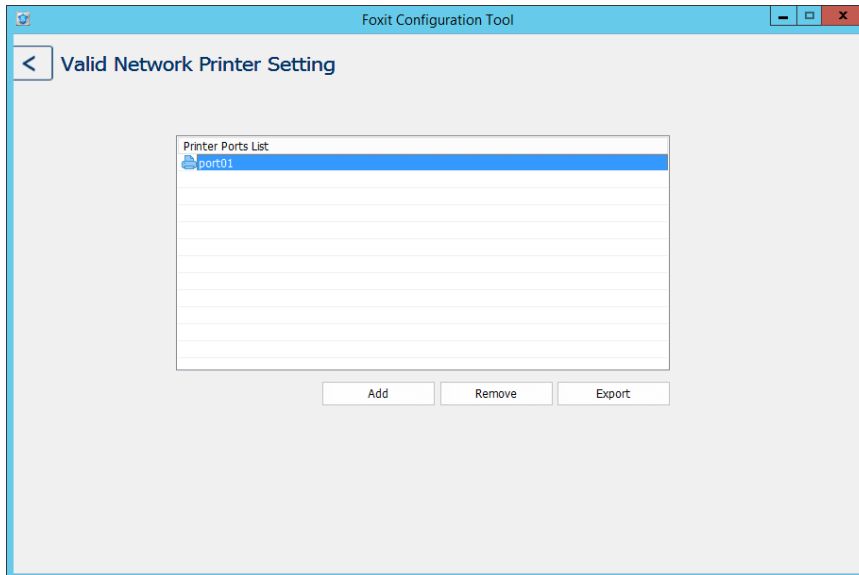 Foxit Configuration Tool
Valid Network Printer Setting
Printer Ports List
port01
Add Remove Export